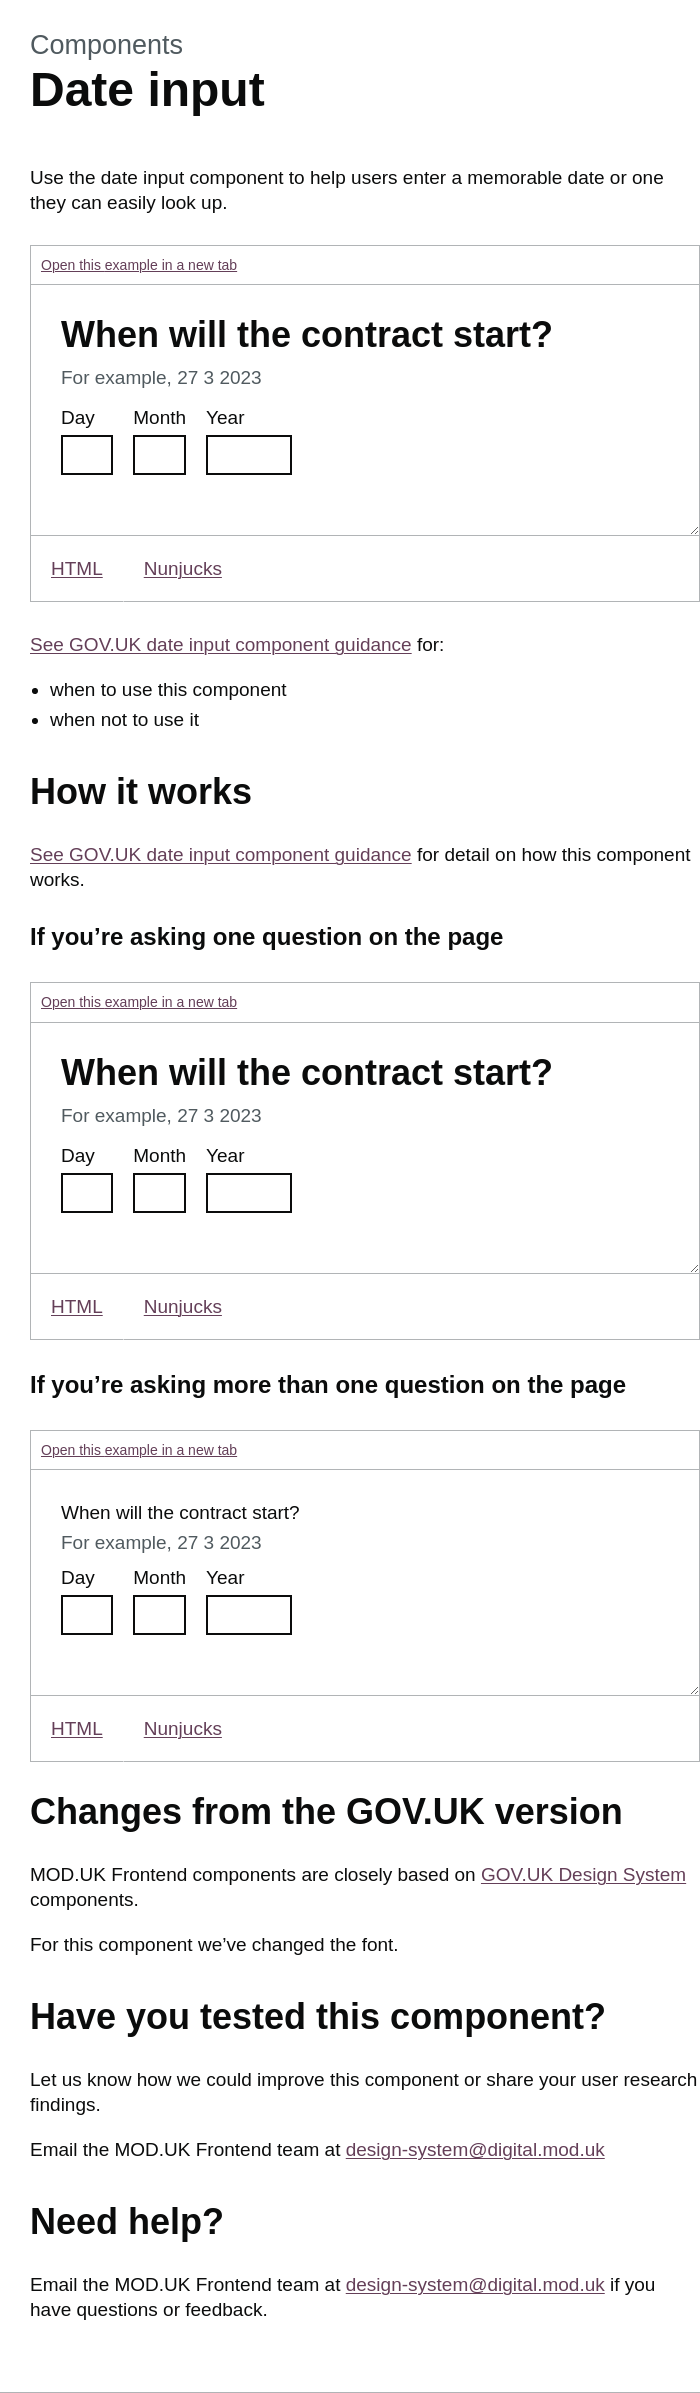 Components
Date input
Use the date input component to help users enter a memorable date or one
they can easily look up.
Open this example in a new tab
When will the contract start?
For example, 27 3 2023
Day Month Year
HTML Nunjucks
See GOV.UK date input component guidance for:
• when to use this component
• when not to use it
How it works
See GOV.UK date input component guidance for detail on how this component
works.
If you’re asking one question on the page
Open this example in a new tab
When will the contract start?
For example, 27 3 2023
Day Month Year
HTML Nunjucks
If you’re asking more than one question on the page
Open this example in a new tab
When will the contract start?
For example, 27 3 2023
Day Month Year
HTML Nunjucks
Changes from the GOV.UK version
MOD.UK Frontend components are closely based on GOV.UK Design System
components.
For this component we’ve changed the font.
Have you tested this component?
Let us know how we could improve this component or share your user research
findings.
Email the MOD.UK Frontend team at design-system@digital.mod.uk
Need help?
Email the MOD.UK Frontend team at design-system@digital.mod.uk if you
have questions or feedback.